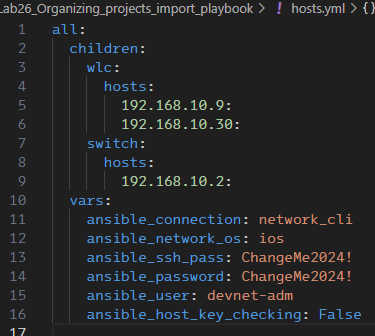 Lab26_Organizing_projects_import_playbook > ! hosts.yml > {}
1 all:
2   children:
3     wlc:
4       hosts:
5         192.168.10.9:
6         192.168.10.30:
7     switch:
8       hosts:
9         192.168.10.2:
10   vars:
11     ansible_connection: network_cli
12     ansible_network_os: ios
13     ansible_ssh_pass: ChangeMe2024!
14     ansible_password: ChangeMe2024!
15     ansible_user: devnet-adm
16     ansible_host_key_checking: False
17